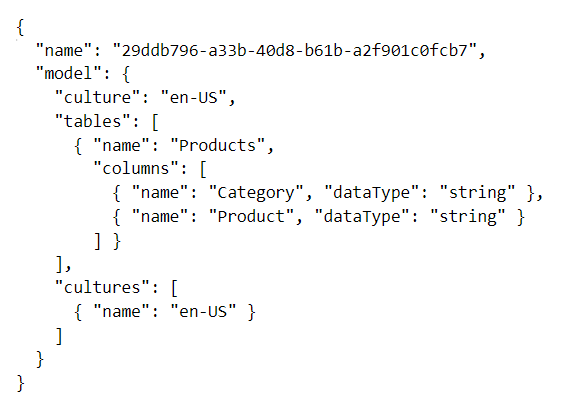 {
  "name": "29ddb796-a33b-40d8-b61b-a2f901c0fcb7",
  "model": {
    "culture": "en-US",
    "tables": [
      { "name": "Products",
        "columns": [
          { "name": "Category", "dataType": "string" },
          { "name": "Product", "dataType": "string" }
        ] }
    ],
    "cultures": [
      { "name": "en-US" }
    ]
  }
}